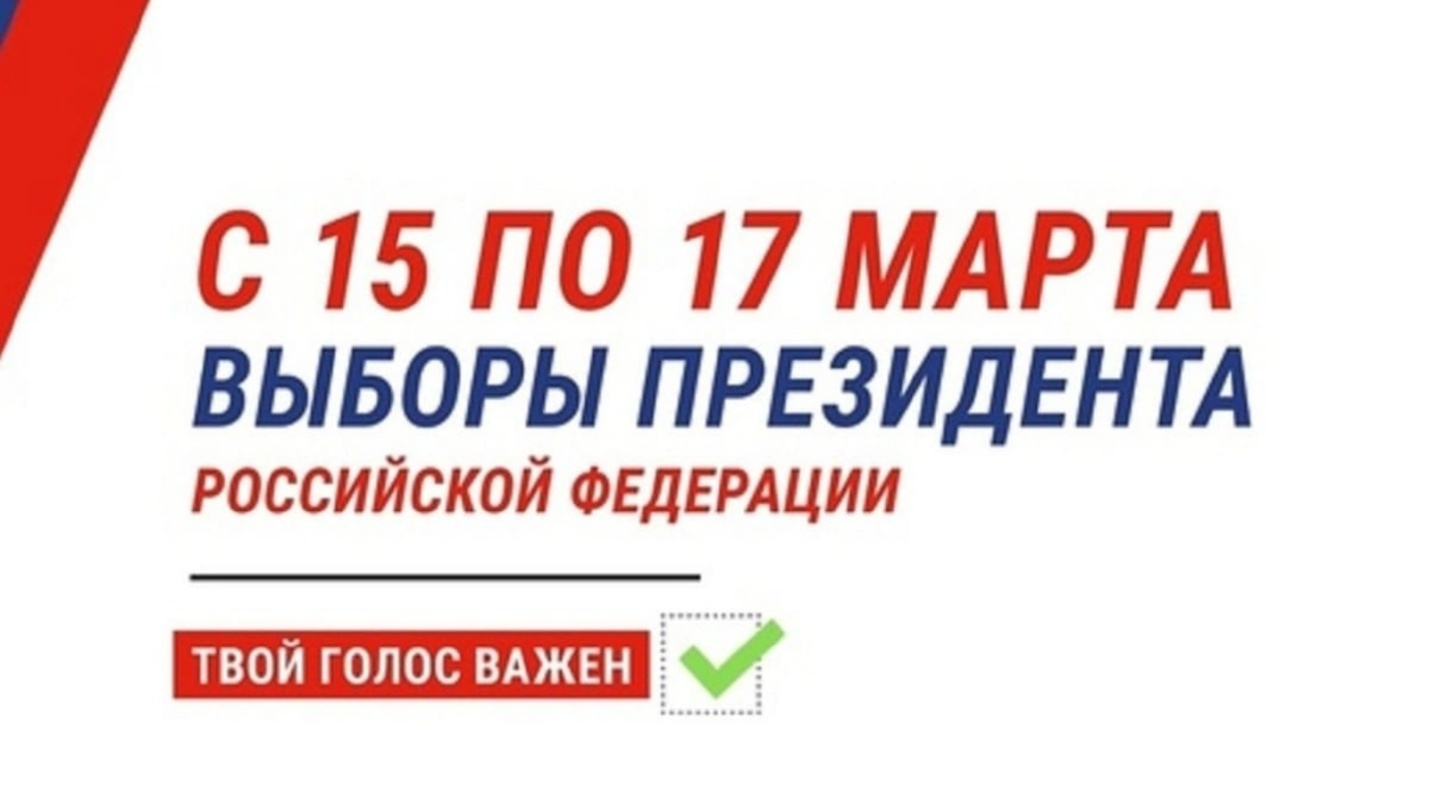 С 15 ПО 17 МАРТА
ВЫБОРЫ ПРЕЗИДЕНТА
РОССИЙСКОЙ ФЕДЕРАЦИИ
ТВОЙ ГОЛОС ВАЖЕН